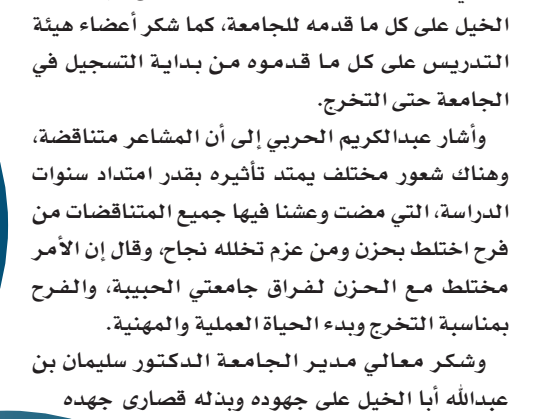 الخيل على كل ما قدمه للجامعة، كما شكر أعضاء هيئة
التدريس على كل ما قدموه من بداية التسجيل في
الجامعة حتى التخرج.
وأشار عبدالكريم الحربي إلى أن المشاعر متناقضة،
وهناك شعور مختلف يمتد تأثيره بقدر امتداد سنوات
الدراسة، التي مضت وعشنا فيها جميع المتناقضات من
فرح اختلط بحزن ومن عزم تخلله نجاح، وقال إن الأمر
مختلط مع الحزن لفراق جامعتي الحبيبة، والفرح
بمناسبة التخرج وبدء الحياة العملية والمهنية.
وشكر معالي مدير الجامعة الدكتور سليمان بن
عبدالله أبا الخيل على جهوده وبذله قصارى جهده